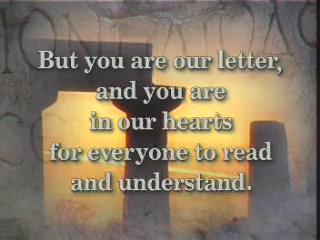 But you are our letter,
and you are
in our hearts
for everyone to read
and understand.